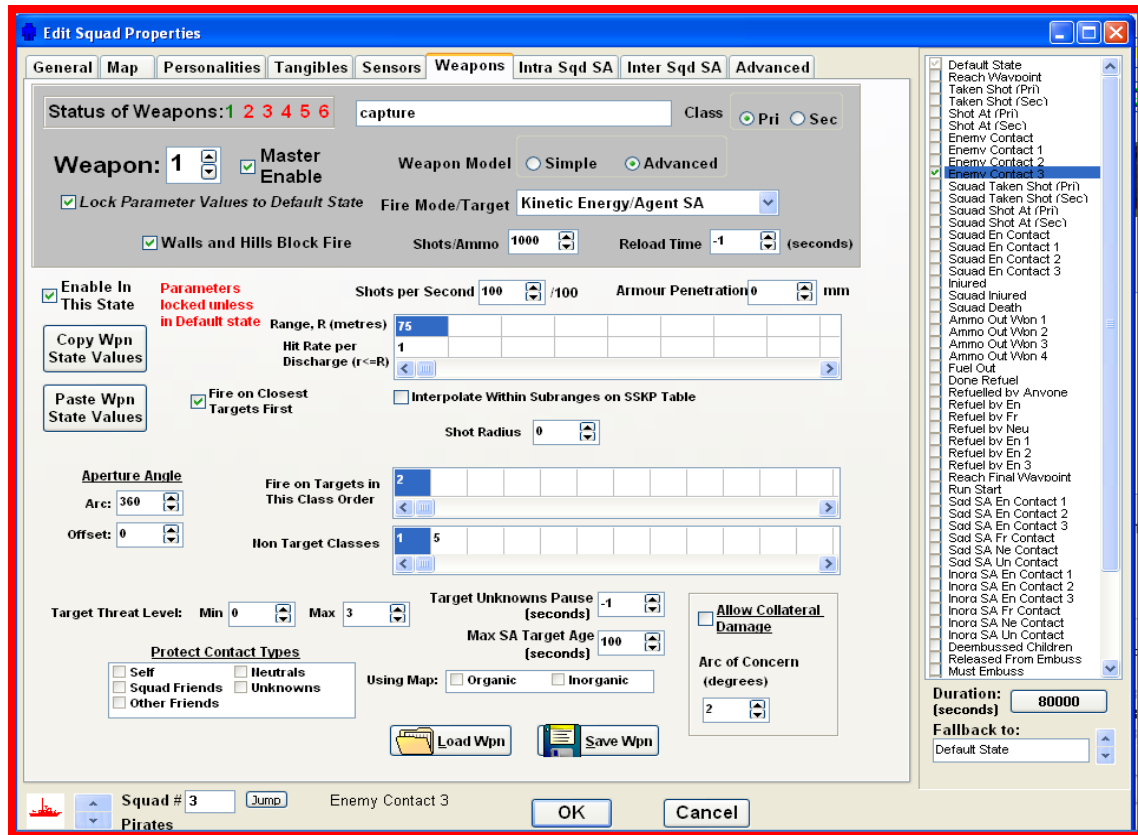 Edit Squad Properties
General Map Personalities Tangibles Sensors Weapons Intra Sqd SA Inter Sqd SA Advanced
Status of Weapons:1 2 3 4 5 6 capture Class Pri Sec
Weapon: 1 Master Enable Weapon Model Simple Advanced
Lock Parameter Values to Default State Fire Mode/Target Kinetic Energy/Agent SA
Walls and Hills Block Fire Shots/Ammo 1000 Reload Time -1 (seconds)
Enable In This State
Parameters locked unless in Default state
Shots per Second 100 /100 Armour Penetration 0 mm
Copy Wpn State Values
Range, R (metres) 75
Hit Rate per Discharge (r<=R) 1
Paste Wpn State Values
Fire on Closest Targets First
Interpolate Within Subranges on SSKP Table
Shot Radius 0
Aperture Angle
Arc: 360
Offset: 0
Fire on Targets in This Class Order 2
Non Target Classes 1 5
Target Threat Level: Min 0 Max 3
Target Unknowns Pause (seconds) -1
Max SA Target Age (seconds) 100
Allow Collateral Damage
Arc of Concern (degrees)
2
Protect Contact Types
Self Neutrals
Squad Friends Unknowns
Other Friends
Using Map: Organic Inorganic
Load Wpn Save Wpn
Squad # 3 Jump Enemy Contact 3
Pirates
OK Cancel
Default State
Reach Waypoint
Taken Shot (Pri)
Taken Shot (Sec)
Shot At (Pri)
Shot At (Sec)
Enemy Contact
Enemy Contact 1
Enemy Contact 2
Enemy Contact 3
Squad Taken Shot (Pri)
Squad Taken Shot (Sec)
Squad Shot At (Pri)
Squad Shot At (Sec)
Squad En Contact
Squad En Contact 1
Squad En Contact 2
Squad En Contact 3
Injured
Squad Injured
Squad Death
Ammo Out Wpn 1
Ammo Out Wpn 2
Ammo Out Wpn 3
Ammo Out Wpn 4
Fuel Out
Done Refuel
Refuelled by Anyone
Refuel by En
Refuel by Fr
Refuel by Neu
Refuel by En 1
Refuel by En 2
Refuel by En 3
Reach Final Waypoint
Run Start
Sqd SA En Contact 1
Sqd SA En Contact 2
Sqd SA En Contact 3
Sqd SA Fr Contact
Sqd SA Ne Contact
Sqd SA Un Contact
Inorg SA En Contact 1
Inorg SA En Contact 2
Inorg SA En Contact 3
Inorg SA Fr Contact
Inorg SA Ne Contact
Inorg SA Un Contact
Deembussed Children
Released From Embuss
Must Embuss
Duration: (seconds) 80000
Fallback to:
Default State